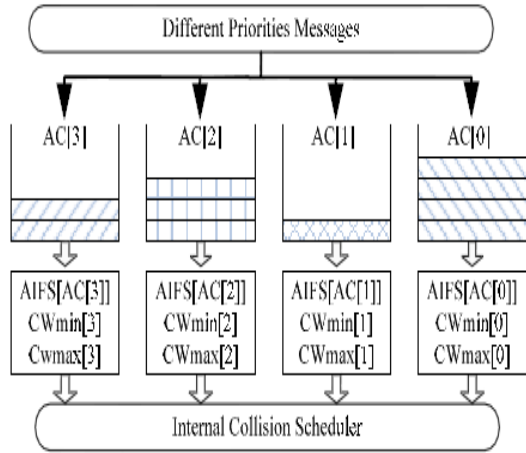 Different Priorities Messages
AC[3] AC[2] AC[1] AC[0]
AIFS[AC[3]] AIFS[AC[2]] AIFS[AC[1]] AIFS[AC[0]]
CWmin[3] CWmin[2] CWmin[1] CWmin[0]
Cwmax[3] CWmax[2] CWmax[1] CWmax[0]
Internal Collision Scheduler